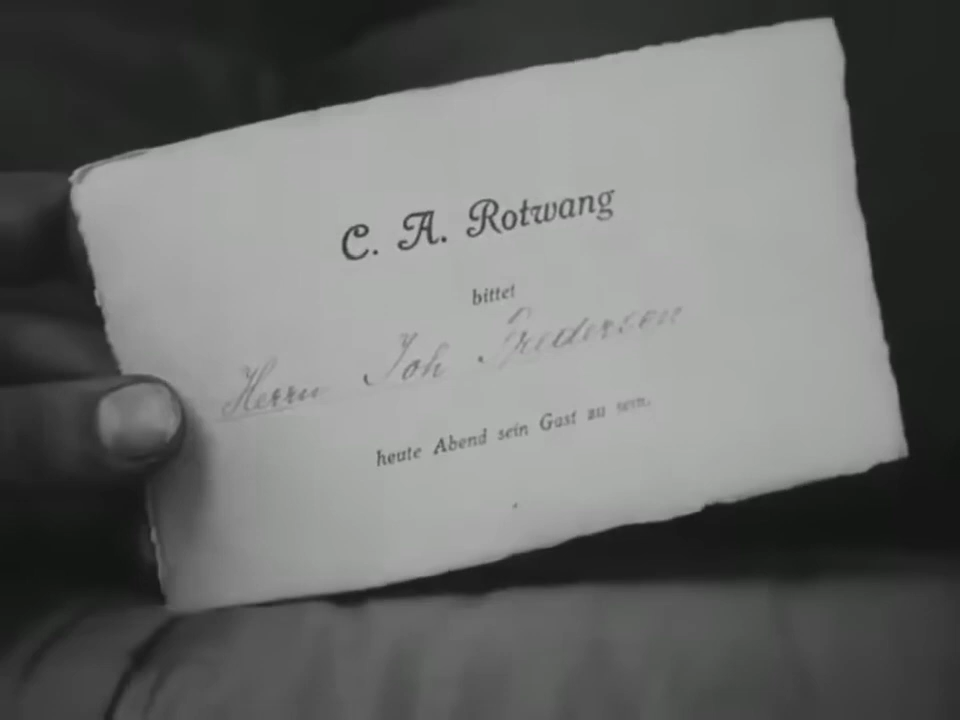 C. A. Rotwang
bittet
Herrn Joh Fredersen
heute Abend sein Gast zu sein.